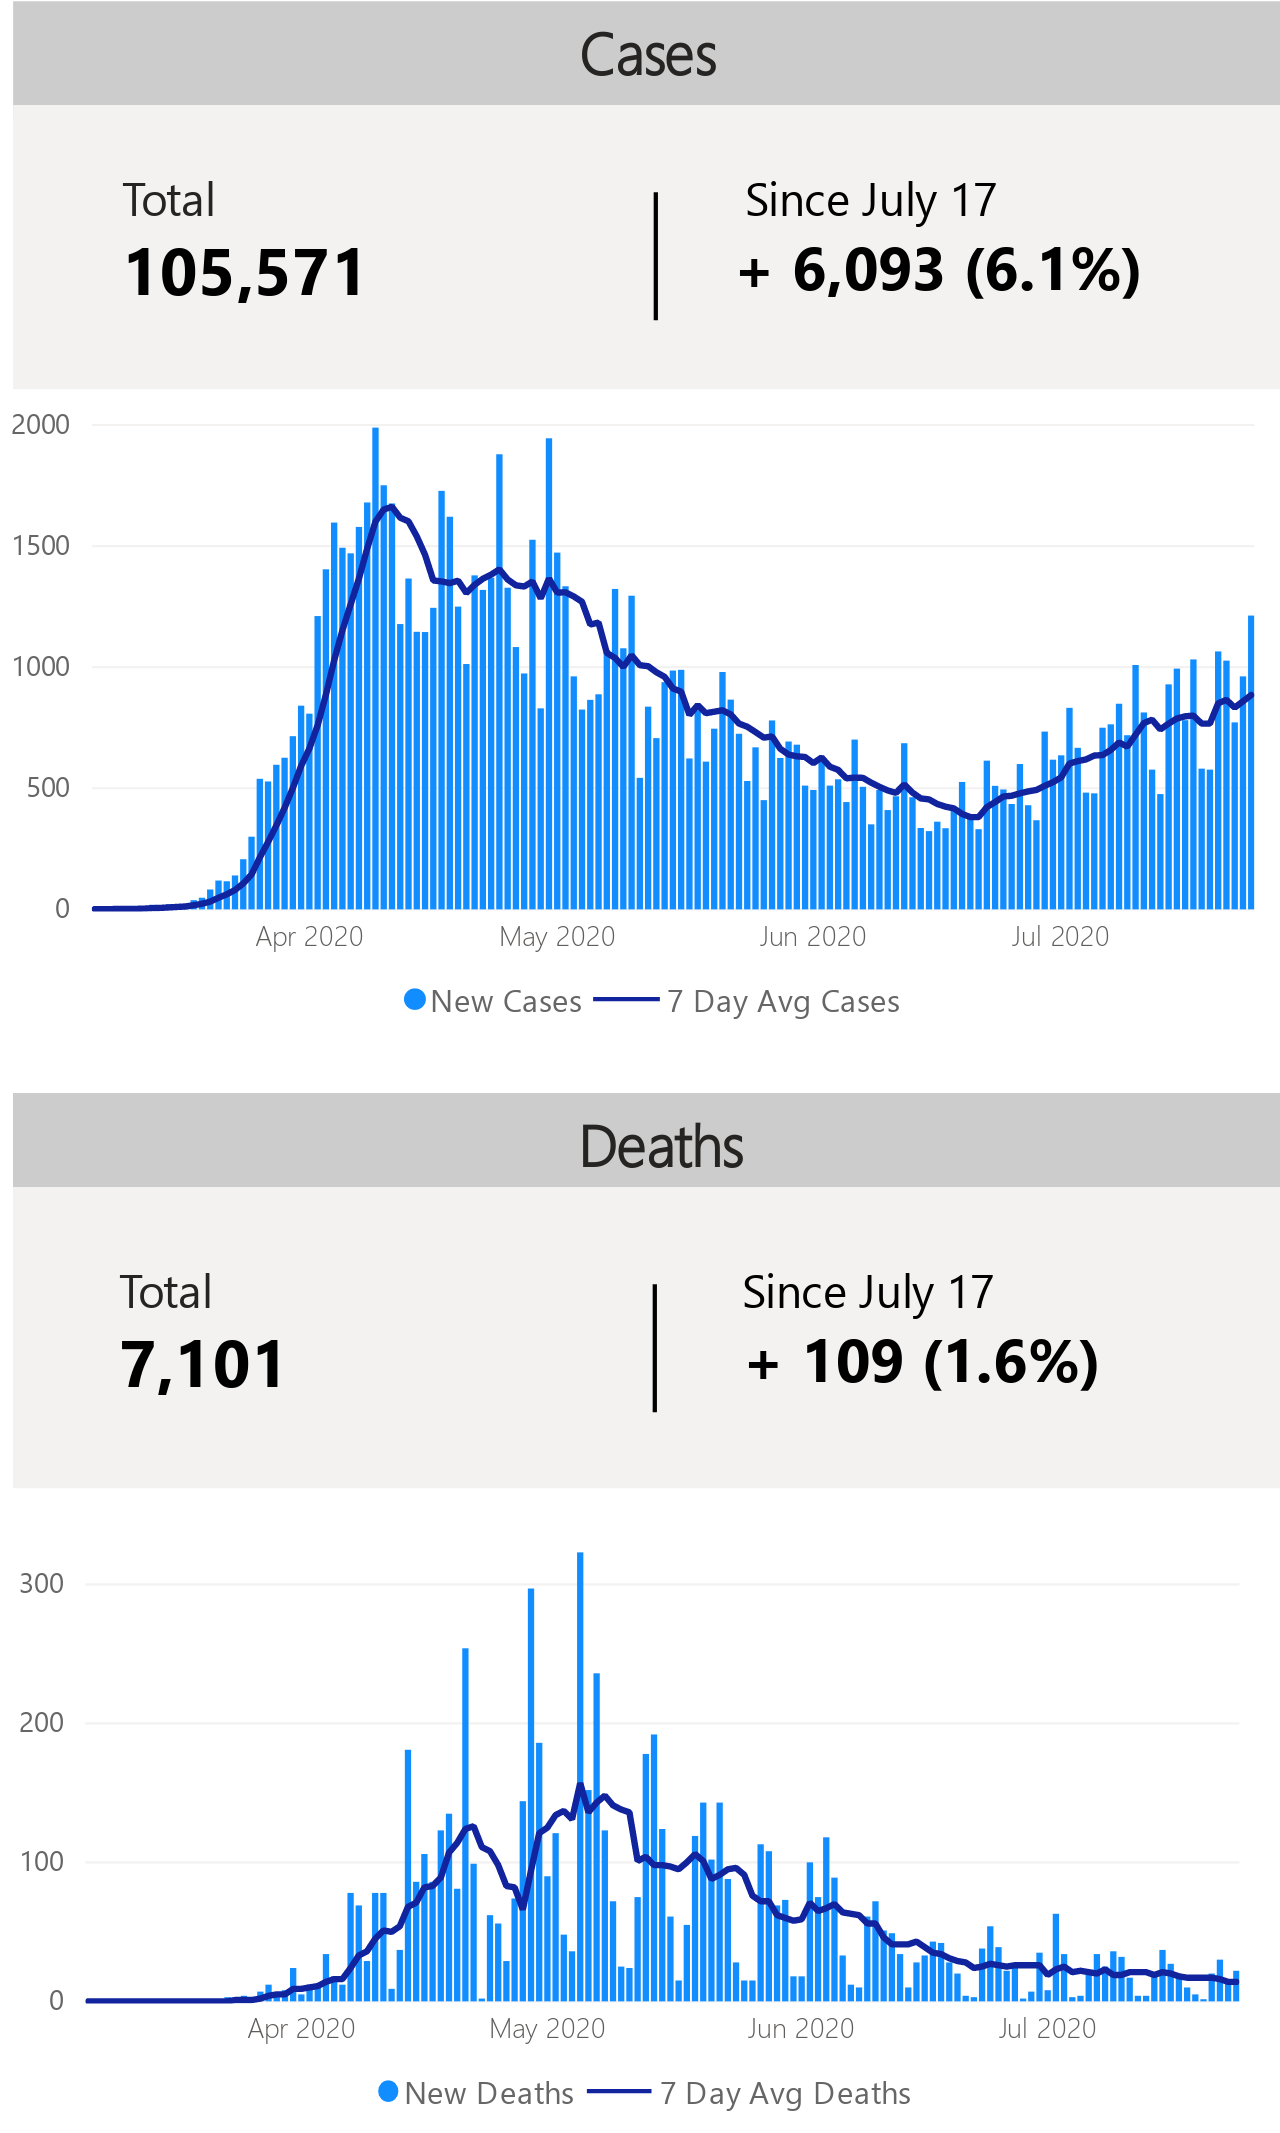 Cases
Total
105,571
Since July 17
+ 6,093 (6.1%)
2000
1500
1000
500
0
Apr 2020 May 2020 Jun 2020 Jul 2020
New Cases 7 Day Avg Cases
Deaths
Total
7,101
Since July 17
+ 109 (1.6%)
300
200
100
0
Apr 2020 May 2020 Jun 2020 Jul 2020
New Deaths 7 Day Avg Deaths